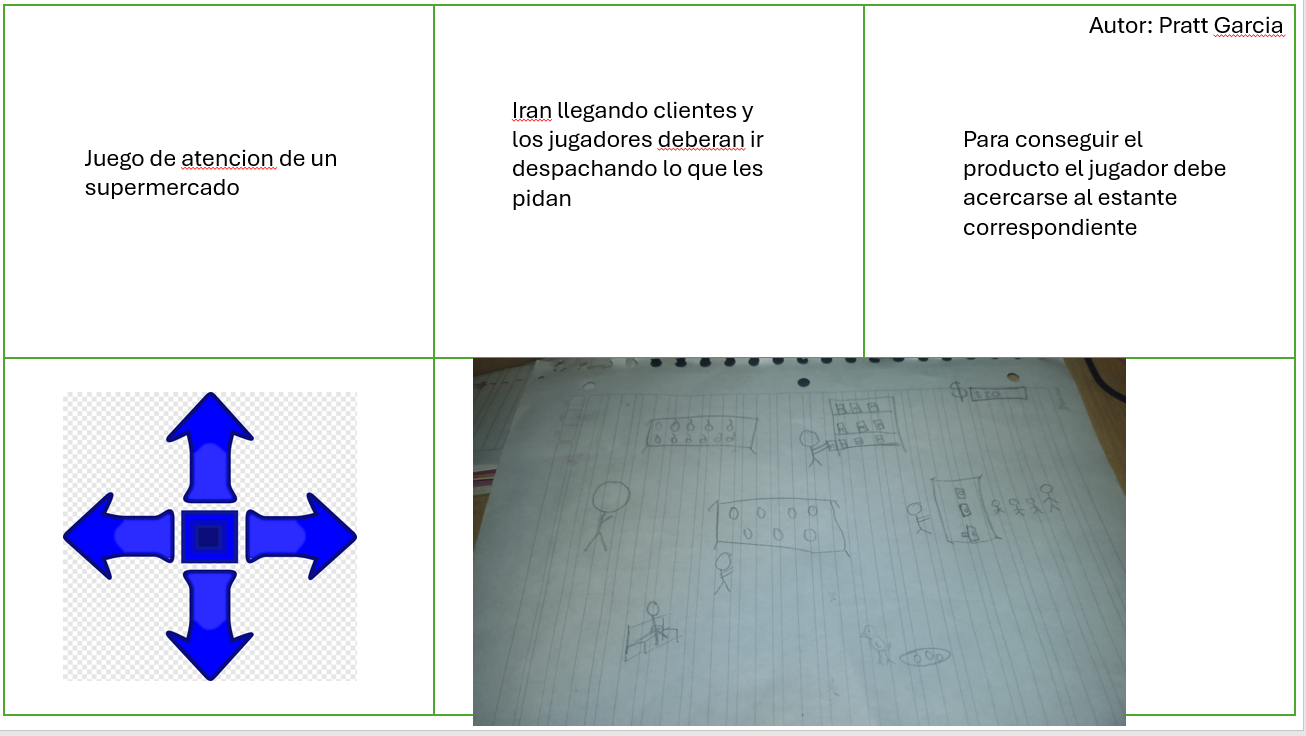 Autor: Pratt Garcia
Juego de atencion de un
supermercado
Iran llegando clientes y
los jugadores deberan ir
despachando lo que les
pidan
Para conseguir el
producto el jugador debe
acercarse al estante
correspondiente
$